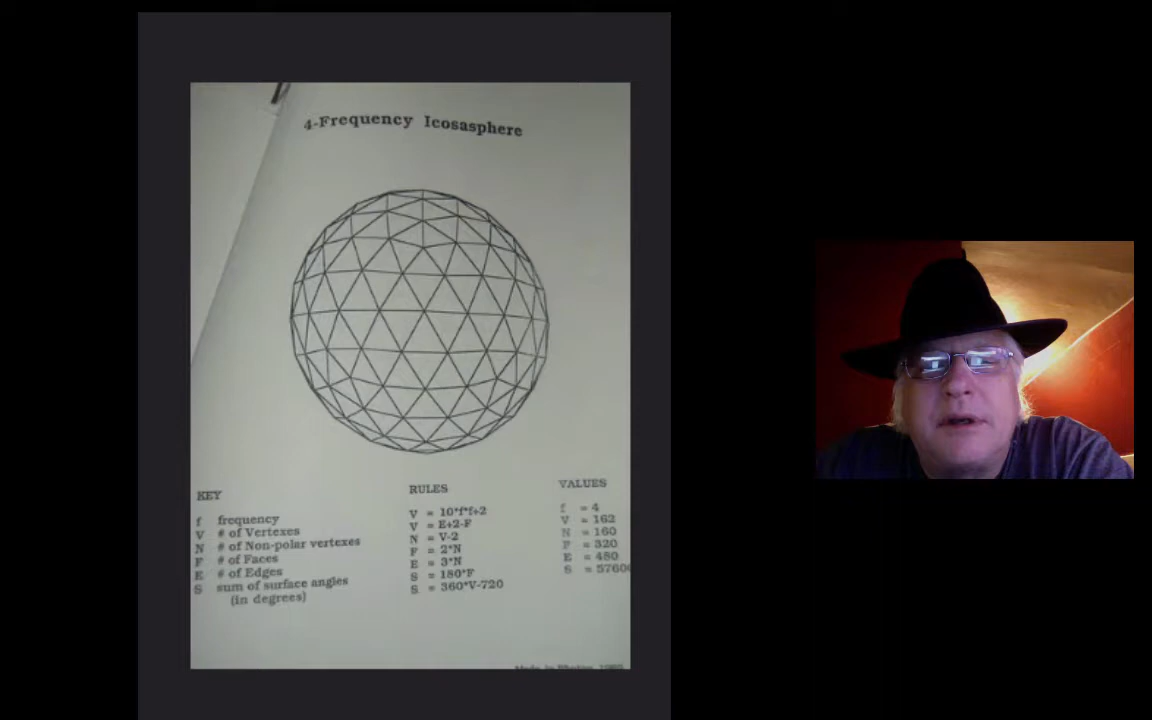 4-Frequency Icosasphere
KEY
f frequency
V # of Vertexes
N # of Non-polar vertexes
F # of Faces
E # of Edges
S sum of surface angles
(in degrees)
RULES
V = 10*f*f+2
V = E+2-F
N = V-2
F = 2*N
E = 3*N
S = 180*F
S = 360*V-720
VALUES
f = 4
V = 162
N = 160
F = 320
E = 480
S = 57600